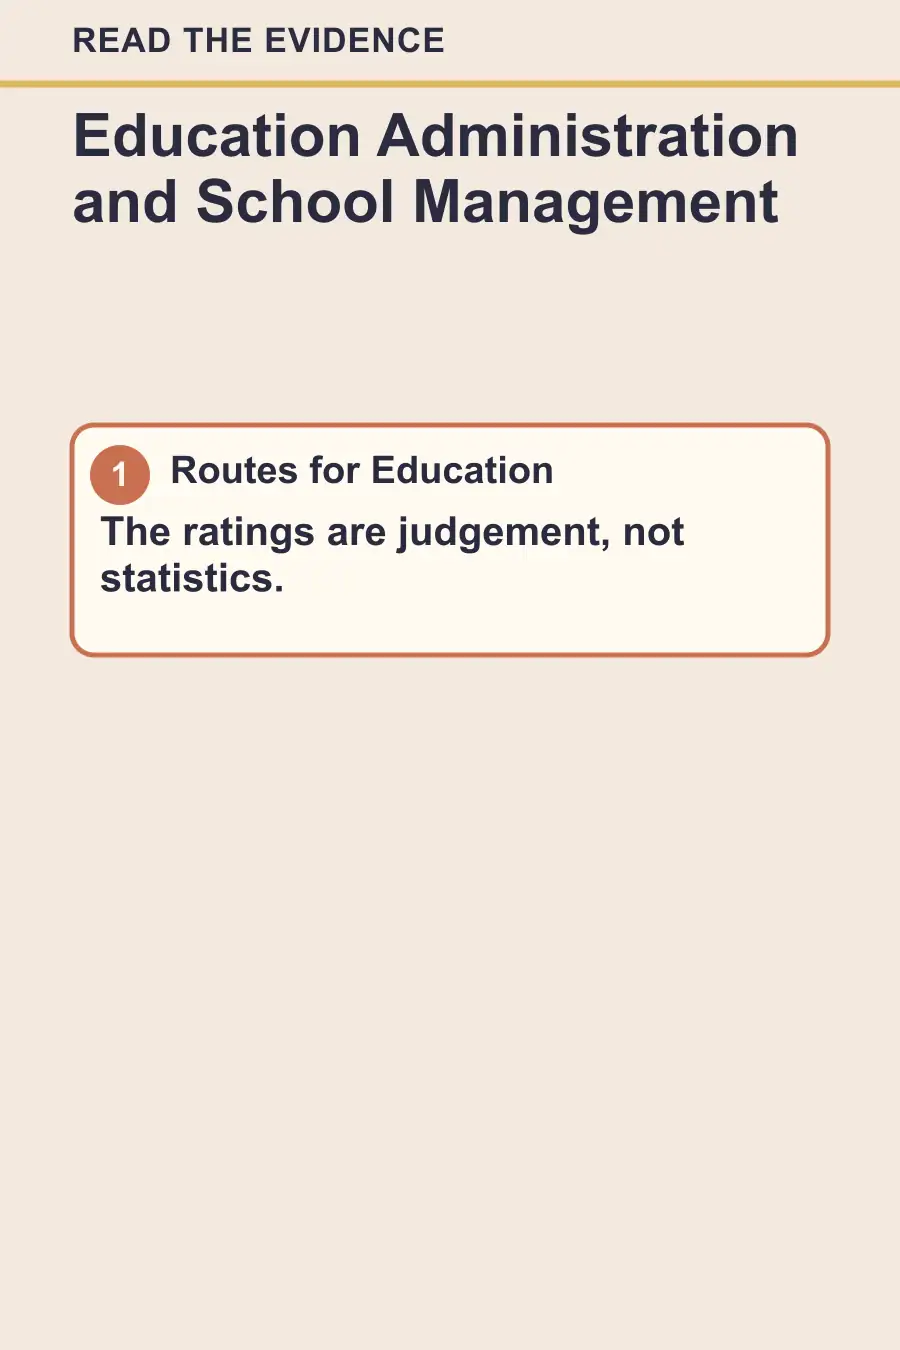 READ THE EVIDENCE
Education Administration
and School Management
1 Routes for Education
The ratings are judgement, not
statistics.